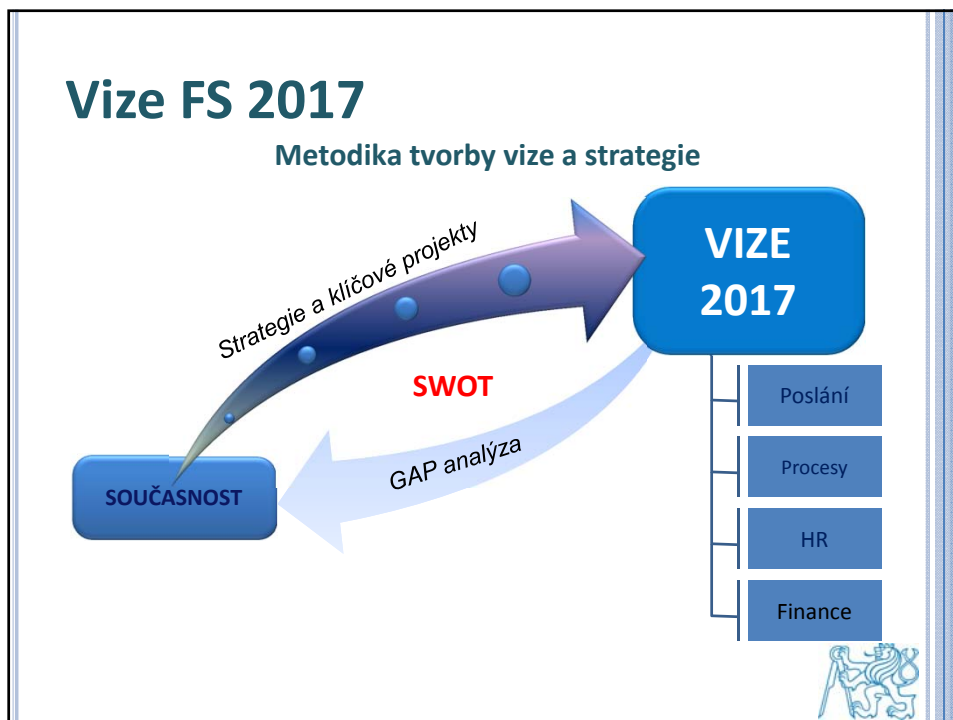 Vize FS 2017
Metodika tvorby vize a strategie
Strategie a klíčové projekty
VIZE
2017
SWOT
GAP analýza
SOUČASNOST
Poslání
Procesy
HR
Finance